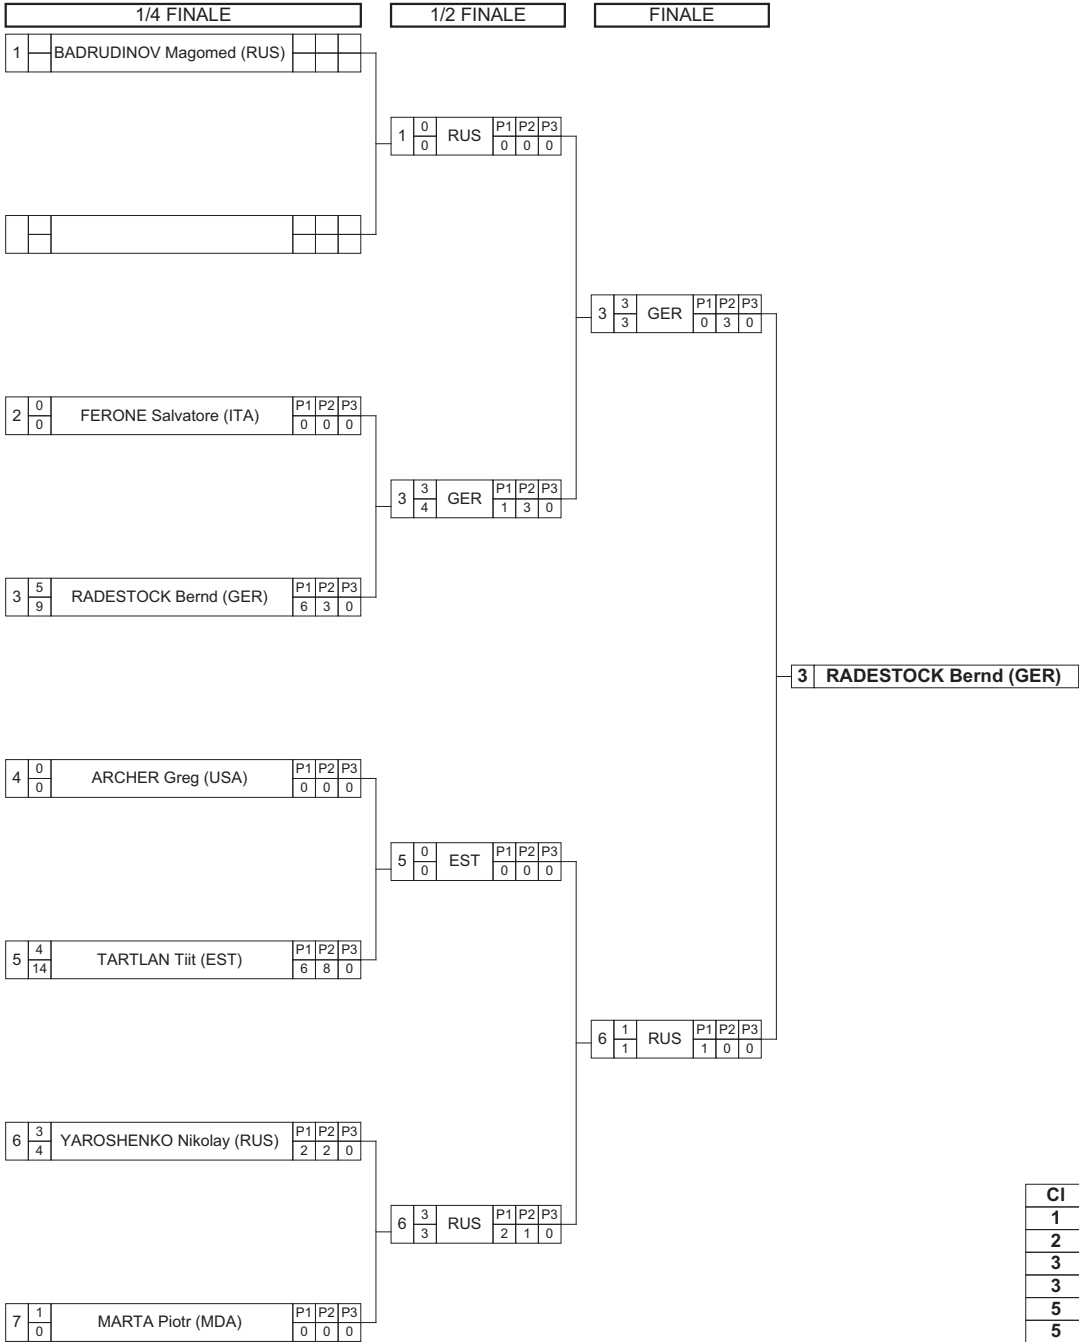 1/4 FINALE 1/2 FINALE FINALE
1 BADRUDINOV Magomed (RUS)
1 0 0 RUS P1 P2 P3 0 0 0
3 3 3 GER P1 P2 P3 0 3 0
2 0 0 FERONE Salvatore (ITA) P1 P2 P3 0 0 0
3 3 4 GER P1 P2 P3 1 3 0
3 5 9 RADESTOCK Bernd (GER) P1 P2 P3 6 3 0
3 RADESTOCK Bernd (GER)
4 0 0 ARCHER Greg (USA) P1 P2 P3 0 0 0
5 0 0 EST P1 P2 P3 0 0 0
5 4 14 TARTLAN Tiit (EST) P1 P2 P3 6 8 0
6 1 1 RUS P1 P2 P3 1 0 0
6 3 4 YAROSHENKO Nikolay (RUS) P1 P2 P3 2 2 0
6 3 3 RUS P1 P2 P3 2 1 0
7 1 0 MARTA Piotr (MDA) P1 P2 P3 0 0 0
Cl
1
2
3
3
5
5